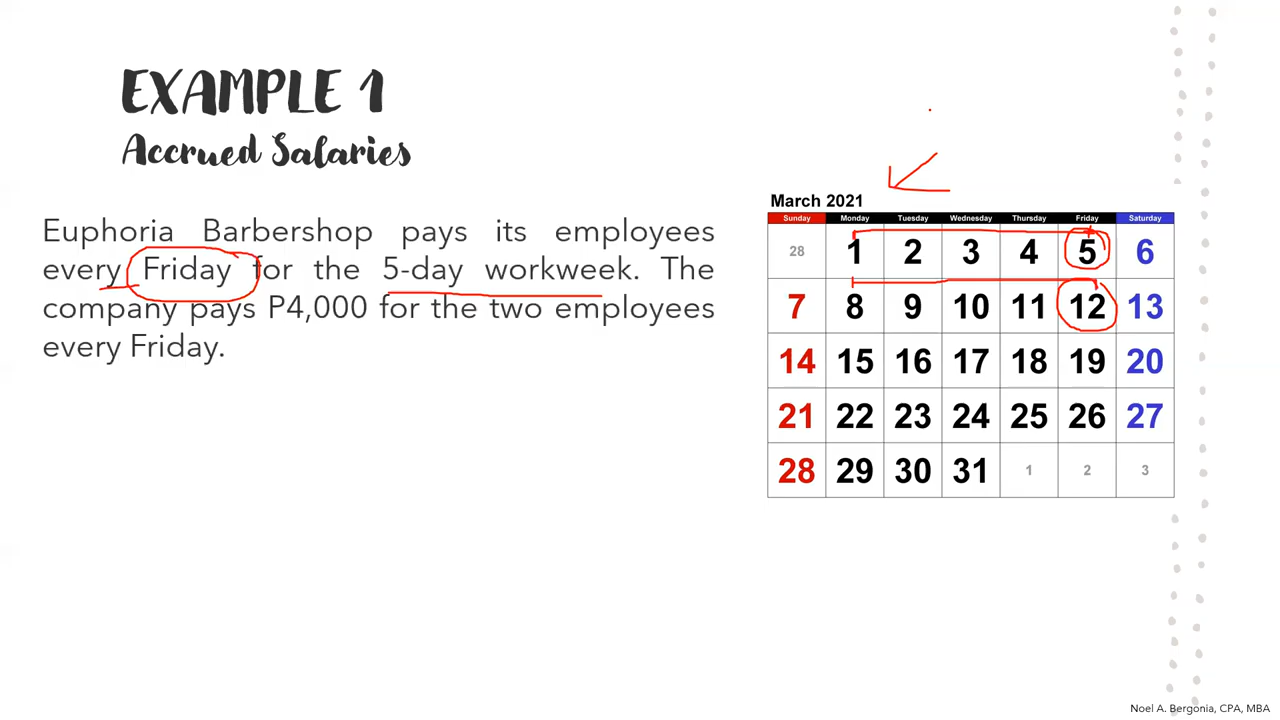 EXAMPLE 1
Accrued Salaries
Euphoria Barbershop pays its employees
every Friday for the 5-day workweek. The
company pays P4,000 for the two employees
every Friday.
March 2021
Sunday Monday Tuesday Wednesday Thursday Friday Saturday
28 1 2 3 4 5 6
7 8 9 10 11 12 13
14 15 16 17 18 19 20
21 22 23 24 25 26 27
28 29 30 31 1 2 3
Noel A. Bergonia, CPA, MBA